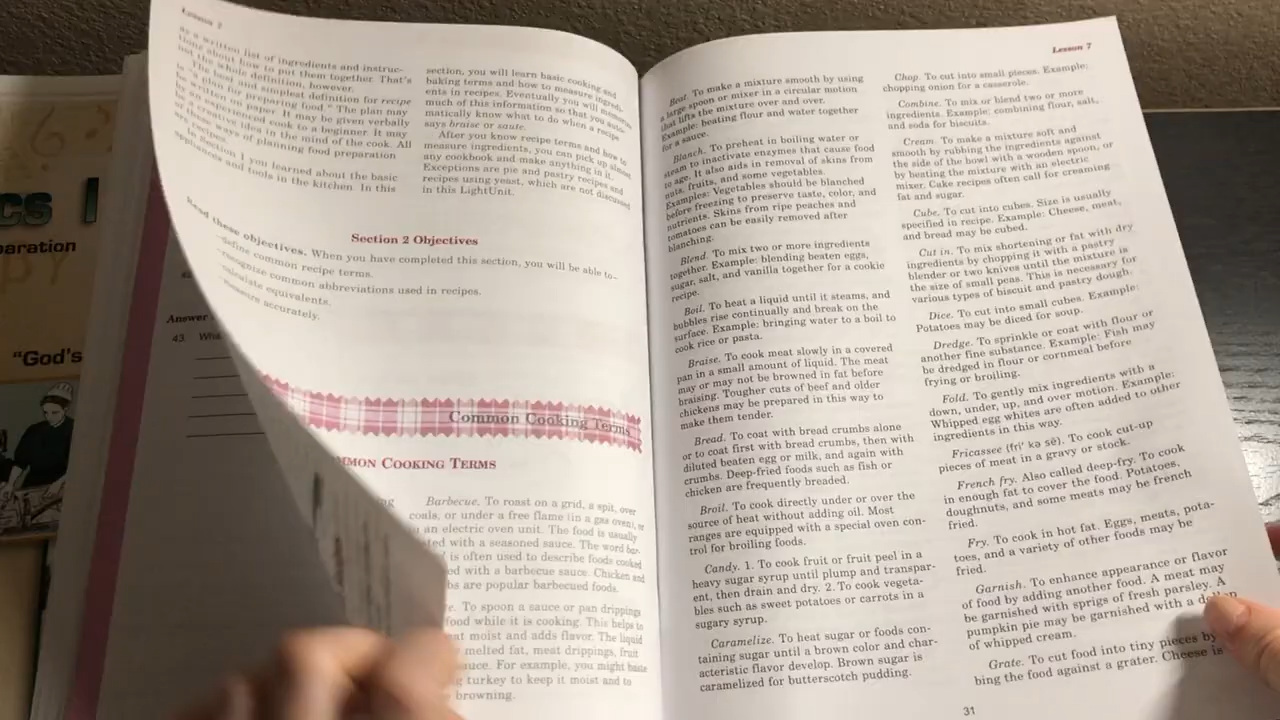 CS I
paration
"God's
Answer
43. Wha
Lesson 7
as a written list of ingredients and instruc-
tions about how to put them together. That's
not the whole definition, however.
The best and simplest definition for recipe
is "a plan for preparing food." The plan may
be written on paper. It may be given verbally
by a experienced cook to a beginner. It may
be a creative idea in the mind of the cook. All
of these ways of planning food preparation
are recipes.
In Section 1 you learned about the basic
appliances and tools in the kitchen. In this
section, you will learn basic cooking and
baking terms and how to measure ingredi-
ents in recipes. Eventually you will memorize
much of this information so that you auto-
matically know what to do when a recipe
says braise or saute.
After you know recipe terms and how to
measure ingredients, you can pick up almost
any cookbook and make anything in it.
Exceptions are pie and pastry recipes and
recipes using yeast, which are not discussed
in this LightUnit.
Section 2 Objectives
Read these objectives. When you have completed this section, you will be able to–
–define common recipe terms.
–recognize common abbreviations used in recipes.
–calculate equivalents.
measure accurately.
Common Cooking Terms
MMON COOKING TERMS
ing
Barbecue. To roast on a grid, a spit, over
coals, or under a free flame (in a gas oven), or
an electric oven unit. The food is usually
ted with a seasoned sauce. The word bar-
is often used to describe foods cooked
od with a barbecue sauce. Chicken and
bs are popular barbecued foods.
e. To spoon a sauce or pan drippings
food while it is cooking. This helps to
at moist and adds flavor. The liquid
melted fat, meat drippings, fruit
auce. For example, you might baste
g turkey to keep it moist and to
browning.
Lesson 7
Beat. To make a mixture smooth by using
a large spoon or mixer in a circular motion
that lifts the mixture over and over.
Example: beating flour and water together
for a sauce.
Blanch. To preheat in boiling water or
steam to inactivate enzymes that cause food
to age. It also aids in removal of skins from
nuts, fruits, and some vegetables.
Examples: Vegetables should be blanched
before freezing to preserve taste, color, and
nutrients. Skins from ripe peaches and
tomatoes can be easily removed after
blanching.
Blend. To mix two or more ingredients
together. Example: blending beaten eggs,
sugar, salt, and vanilla together for a cookie
recipe.
Boil. To heat a liquid until it steams, and
bubbles rise continually and break on the
surface. Example: bringing water to a boil to
cook rice or pasta.
Braise. To cook meat slowly in a covered
pan in a small amount of liquid. The meat
may or may not be browned in fat before
braising. Tougher cuts of beef and older
chickens may be prepared in this way to
make them tender.
Bread. To coat with bread crumbs alone
or to coat first with bread crumbs, then with
diluted beaten egg or milk, and again with
crumbs. Deep-fried foods such as fish or
chicken are frequently breaded.
Broil. To cook directly under or over the
source of heat without adding oil. Most
ranges are equipped with a special oven con-
trol for broiling foods.
Candy. 1. To cook fruit or fruit peel in a
heavy sugar syrup until plump and transpar-
ent, then drain and dry. 2. To cook vegeta-
bles such as sweet potatoes or carrots in a
sugary syrup.
Caramelize. To heat sugar or foods con-
taining sugar until a brown color and char-
acteristic flavor develop. Brown sugar is
caramelized for butterscotch pudding.
Chop. To cut into small pieces. Example:
chopping onion for a casserole.
Combine. To mix or blend two or more
ingredients. Example: combining flour, salt,
and soda for biscuits.
Cream. To make a mixture soft and
smooth by rubbing the ingredients against
the side of the bowl with a wooden spoon, or
by beating the mixture with an electric
mixer. Cake recipes often call for creaming
fat and sugar.
Cube. To cut into cubes. Size is usually
specified in recipe. Example: Cheese, meat,
and bread may be cubed.
Cut in. To mix shortening or fat with dry
ingredients by chopping it with a pastry
blender or two knives until the mixture is
the size of small peas. This is necessary for
various types of biscuit and pastry dough.
Dice. To cut into small cubes. Example:
Potatoes may be diced for soup.
Dredge. To sprinkle or coat with flour or
another fine substance. Example: Fish may
be dredged in flour or cornmeal before
frying or broiling.
Fold. To gently mix ingredients with a
down, under, up, and over motion. Example:
Whipped egg whites are often added to other
ingredients in this way.
Fricassee (fri′ kə sē). To cook cut-up
pieces of meat in a gravy or stock.
French fry. Also called deep-fry. To cook
in enough fat to cover the food. Potatoes,
doughnuts, and some meats may be french
fried.
Fry. To cook in hot fat. Eggs, meats, pota-
toes, and a variety of other foods may be
fried.
Garnish. To enhance appearance or flavor
of food by adding another food. A meat may
be garnished with sprigs of fresh parsley. A
pumpkin pie may be garnished with a dollop
of whipped cream.
Grate. To cut food into tiny pieces by
bing the food against a grater. Cheese is
31